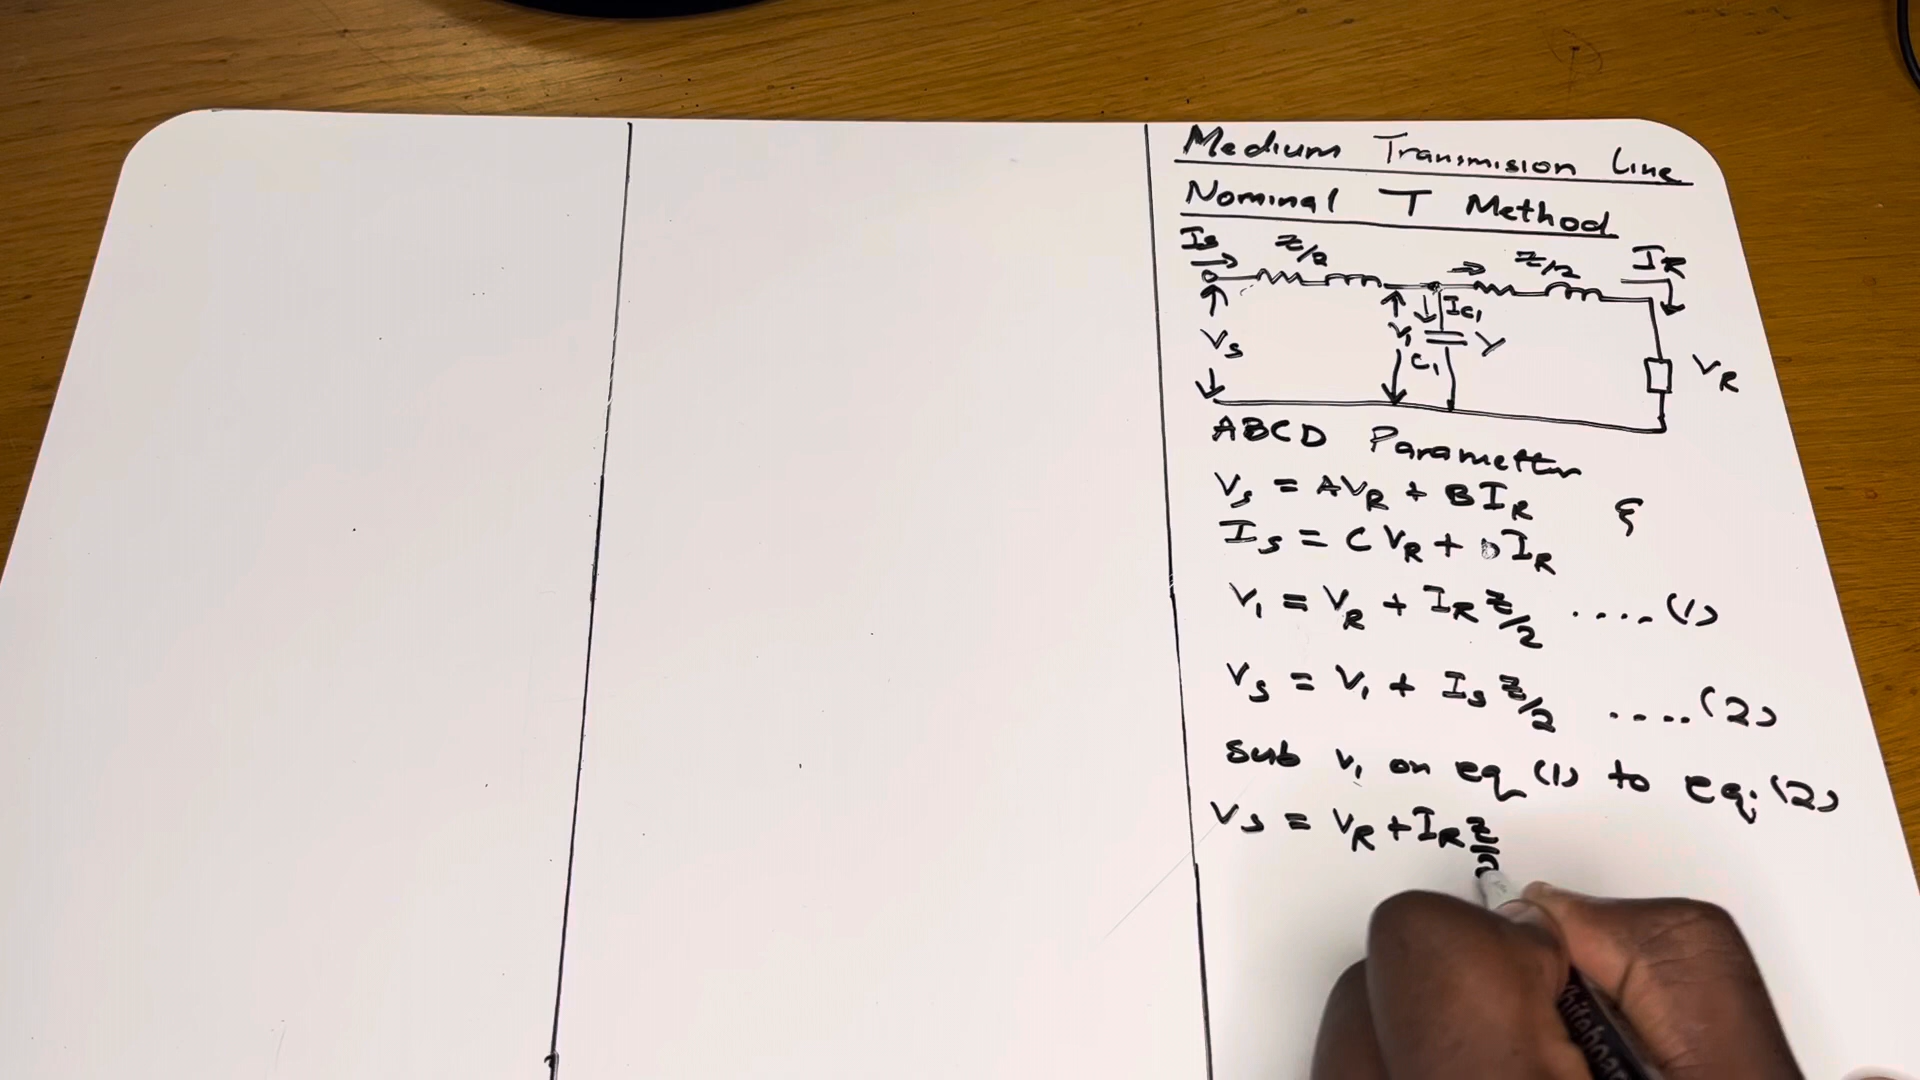 Medium Transmision Line
Nominal T Method
Is Z/2 Z/2 IR
Ic1
Vs V1 C1 Y VR
ABCD Parametter
Vs = AVR + BIR &
Is = CVR + DIR
V1 = VR + IR Z/2 ....(1)
Vs = V1 + Is Z/2 ....(2)
sub V1 on eq (1) to eq. (2)
Vs = VR + IR Z/2